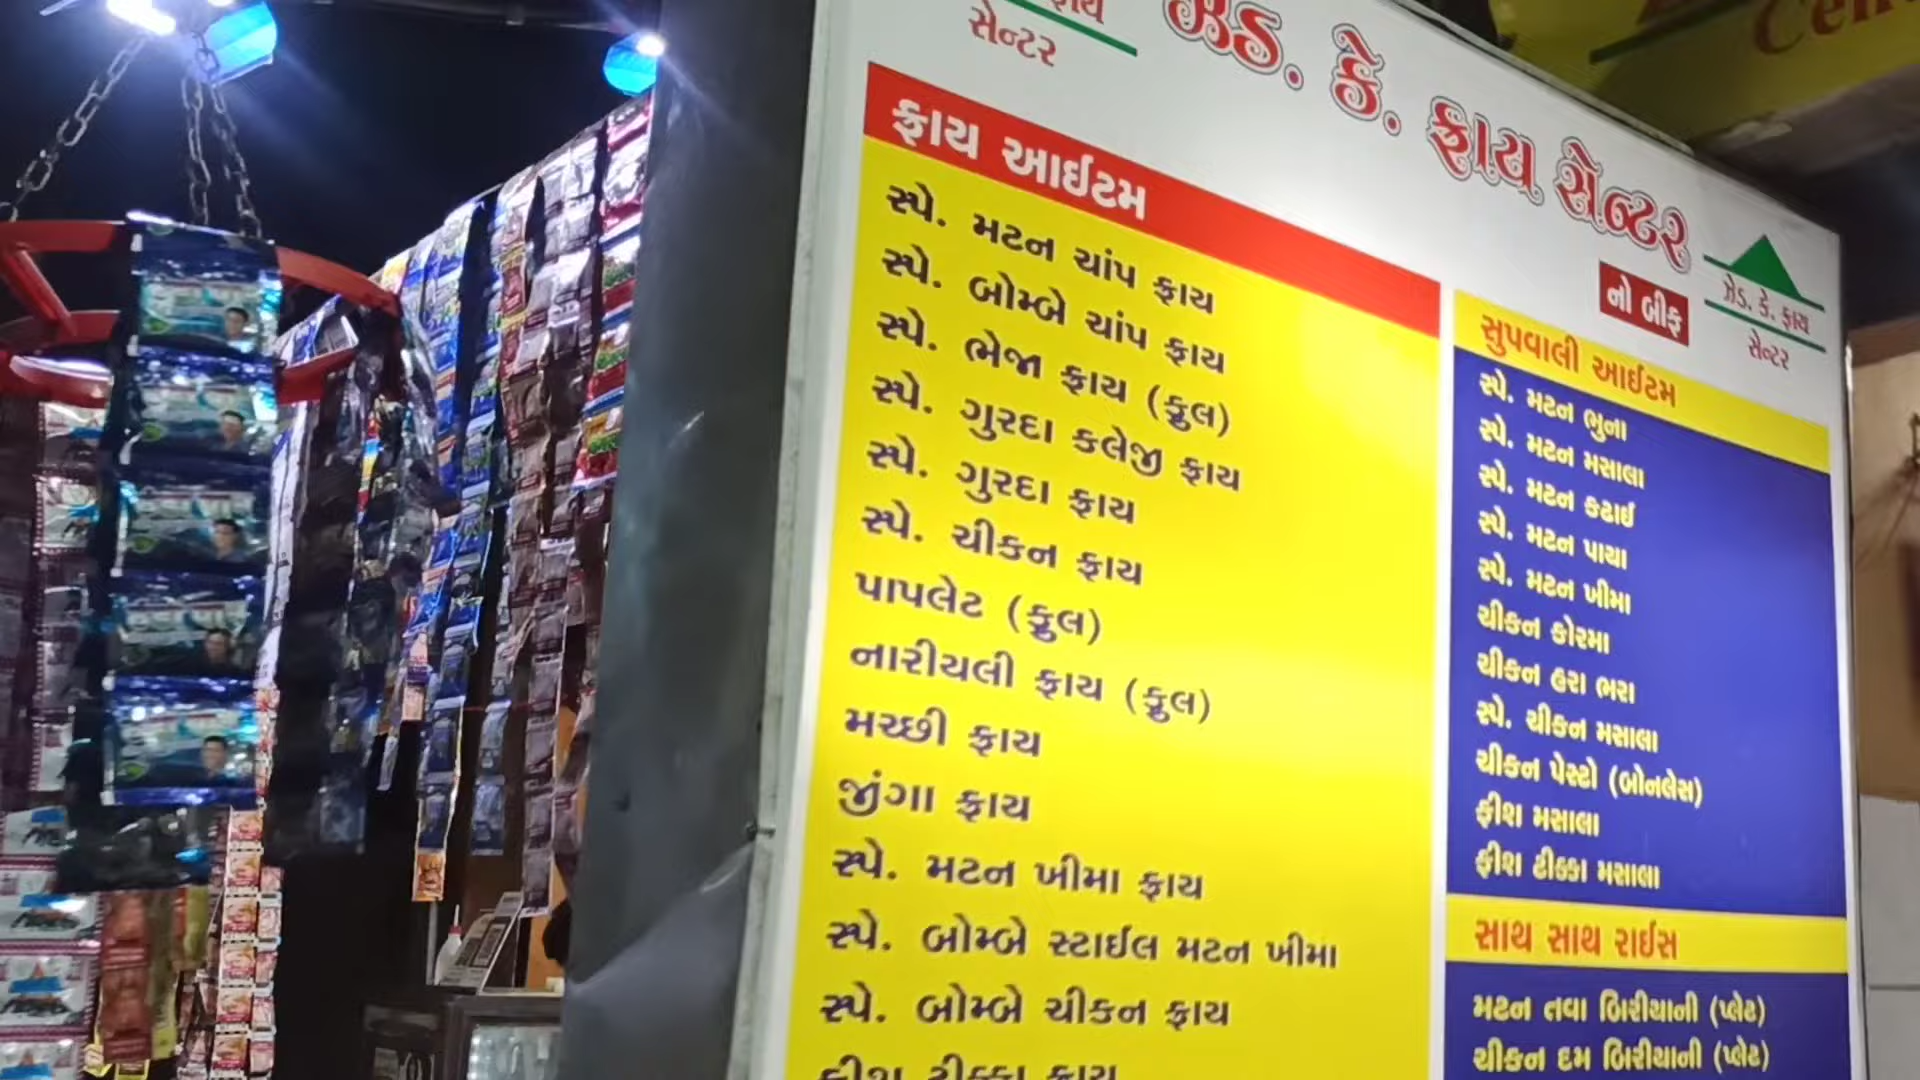 સેન્ટર
ઝેડ. કે. ફ્રાય સેન્ટર
નો બીફ
ઝેડ. કે. ફ્રાય
સેન્ટર
ફ્રાય આઈટમ
સ્પે. મટન ચાંપ ફ્રાય
સ્પે. બોમ્બે ચાંપ ફ્રાય
સ્પે. ભેજા ફ્રાય (ફુલ)
સ્પે. ગુરદા કલેજી ફ્રાય
સ્પે. ગુરદા ફ્રાય
સ્પે. ચીકન ફ્રાય
પાપલેટ (ફુલ)
નારીયલી ફ્રાય (ફુલ)
મચ્છી ફ્રાય
જીંગા ફ્રાય
સ્પે. મટન ખીમા ફ્રાય
સ્પે. બોમ્બે સ્ટાઈલ મટન ખીમા
સ્પે. બોમ્બે ચીકન ફ્રાય
ફીશ ટીક્કા ફ્રાય
સુપવાલી આઈટમ
સ્પે. મટન ભુના
સ્પે. મટન મસાલા
સ્પે. મટન કઢાઈ
સ્પે. મટન પાયા
સ્પે. મટન ખીમા
ચીકન કોરમા
ચીકન હરા ભરા
સ્પે. ચીકન મસાલા
ચીકન પેસ્ટો (બોનલેસ)
ફીશ મસાલા
ફીશ ટીક્કા મસાલા
સાથ સાથ રાઈસ
મટન તવા બિરીયાની (પ્લેટ)
ચીકન દમ બિરીયાની (પ્લેટ)